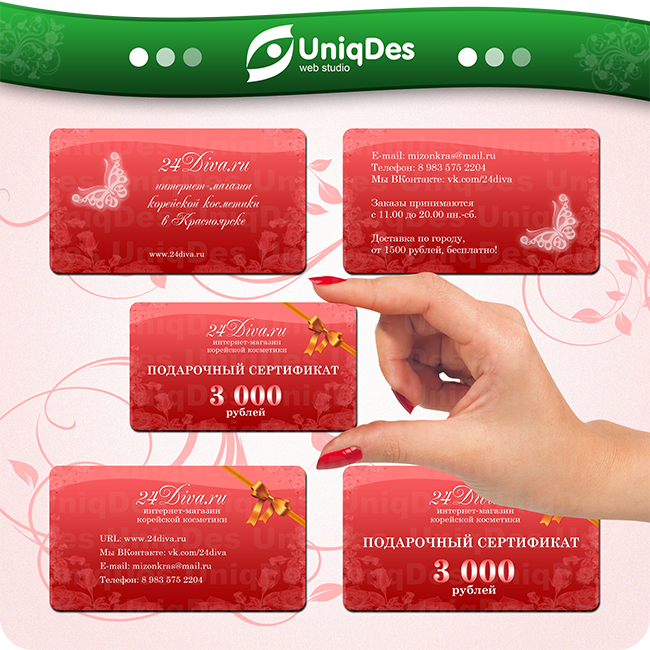 UniqDes
web studio
24Diva.ru
интернет-магазин
корейской косметики
в Красноярске
www.24diva.ru
E-mail: mizonkras@mail.ru
Телефон: 8 983 575 2204
Мы ВКонтакте: vk.com/24diva
Заказы принимаются
с 11.00 до 20.00 пн.-сб.
Доставка по городу,
от 1500 рублей, бесплатно!
24Diva.ru
интернет-магазин
корейской косметики
ПОДАРОЧНЫЙ СЕРТИФИКАТ
3 000
рублей
24Diva.ru
интернет-магазин
корейской косметики
URL: www.24diva.ru
Мы ВКонтакте: vk.com/24diva
E-mail: mizonkras@mail.ru
Телефон: 8 983 575 2204
24Diva.ru
интернет-магазин
корейской косметики
ПОДАРОЧНЫЙ СЕРТИФИКАТ
3 000
рублей